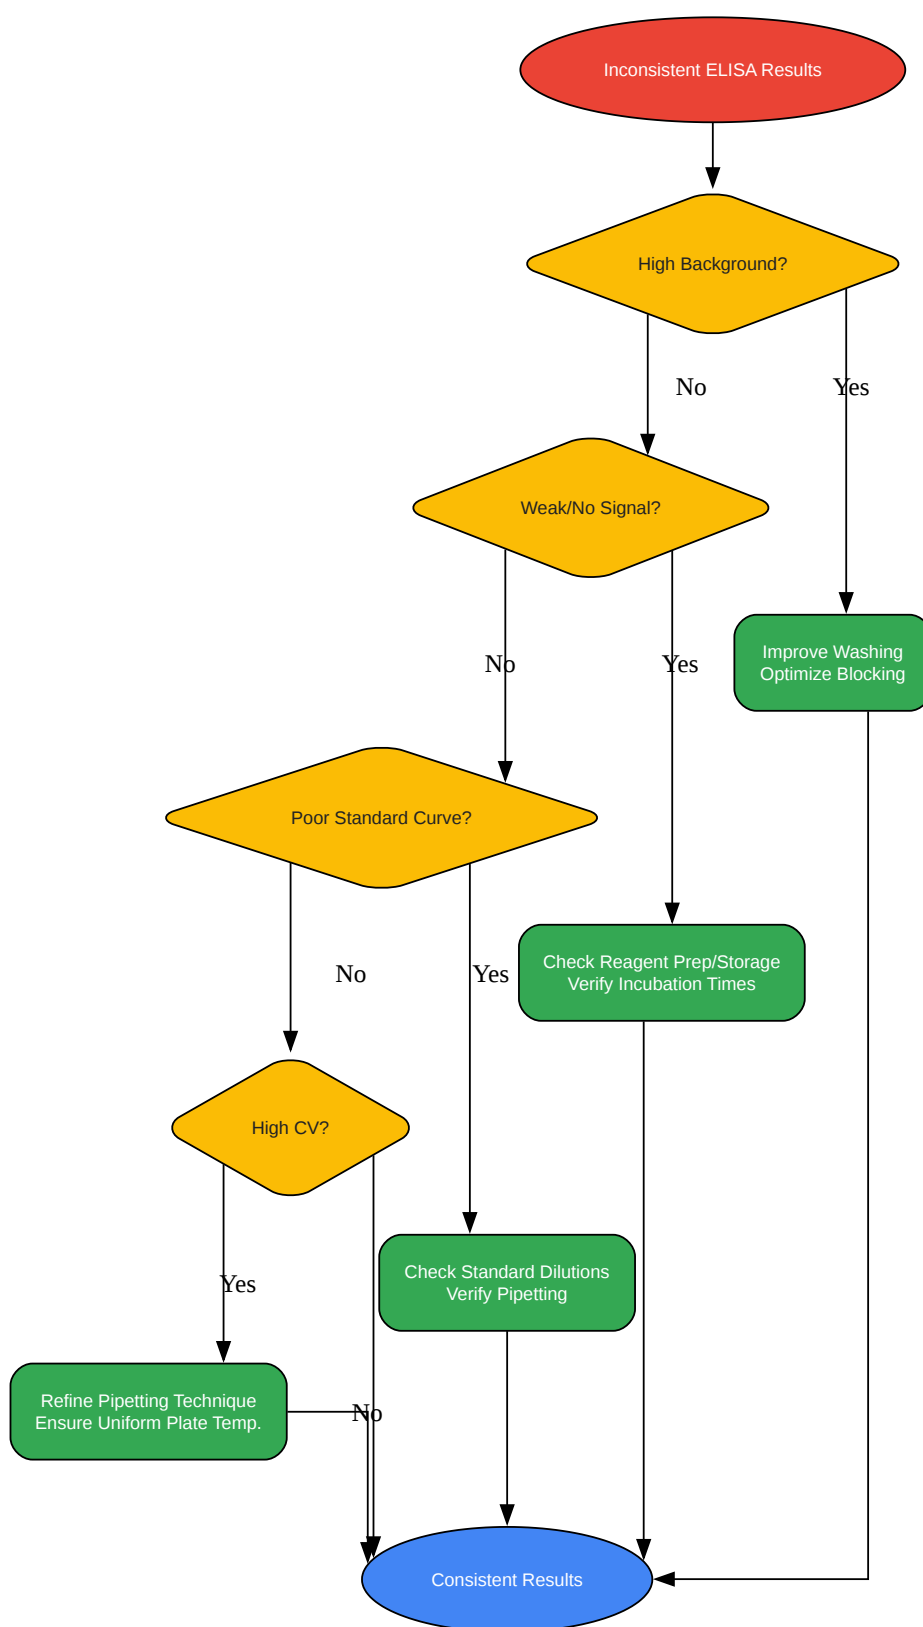 Inconsistent ELISA Results
High Background?
No
Yes
Weak/No Signal?
No
Yes
Improve Washing
Optimize Blocking
Poor Standard Curve?
No
Yes
Check Reagent Prep/Storage
Verify Incubation Times
High CV?
Yes
Check Standard Dilutions
Verify Pipetting
Refine Pipetting Technique
Ensure Uniform Plate Temp.
No
Consistent Results